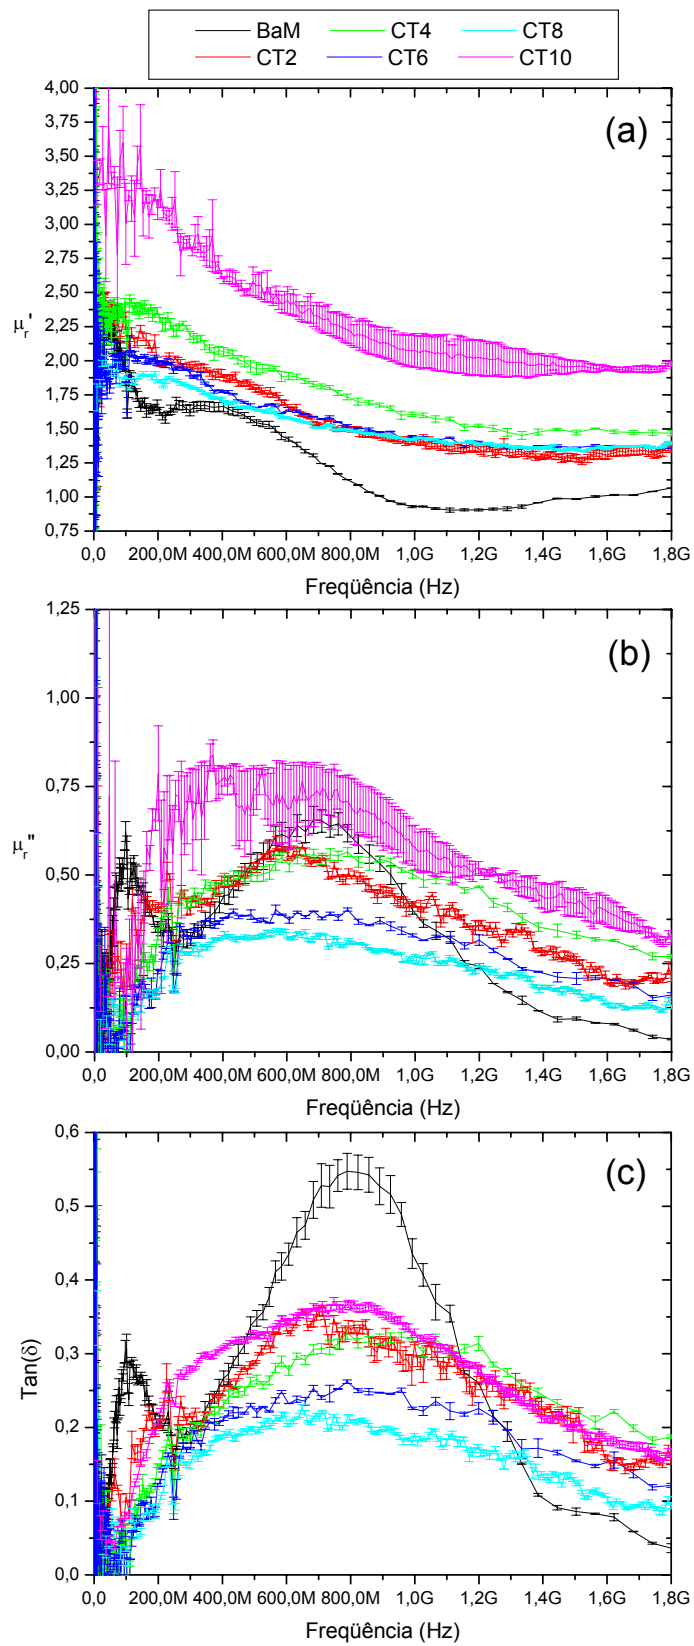 BaM CT4 CT8
CT2 CT6 CT10
(a)
4,00
3,75
3,50
3,25
3,00
2,75
2,50
2,25
2,00
1,75
1,50
1,25
1,00
0,75
μr'
0,0 200,0M 400,0M 600,0M 800,0M 1,0G 1,2G 1,4G 1,6G 1,8G
Freqüência (Hz)
(b)
1,25
1,00
0,75
0,50
0,25
0,00
μr"
0,0 200,0M 400,0M 600,0M 800,0M 1,0G 1,2G 1,4G 1,6G 1,8G
Freqüência (Hz)
(c)
0,6
0,5
0,4
0,3
0,2
0,1
0,0
Tan(δ)
0,0 200,0M 400,0M 600,0M 800,0M 1,0G 1,2G 1,4G 1,6G 1,8G
Freqüência (Hz)